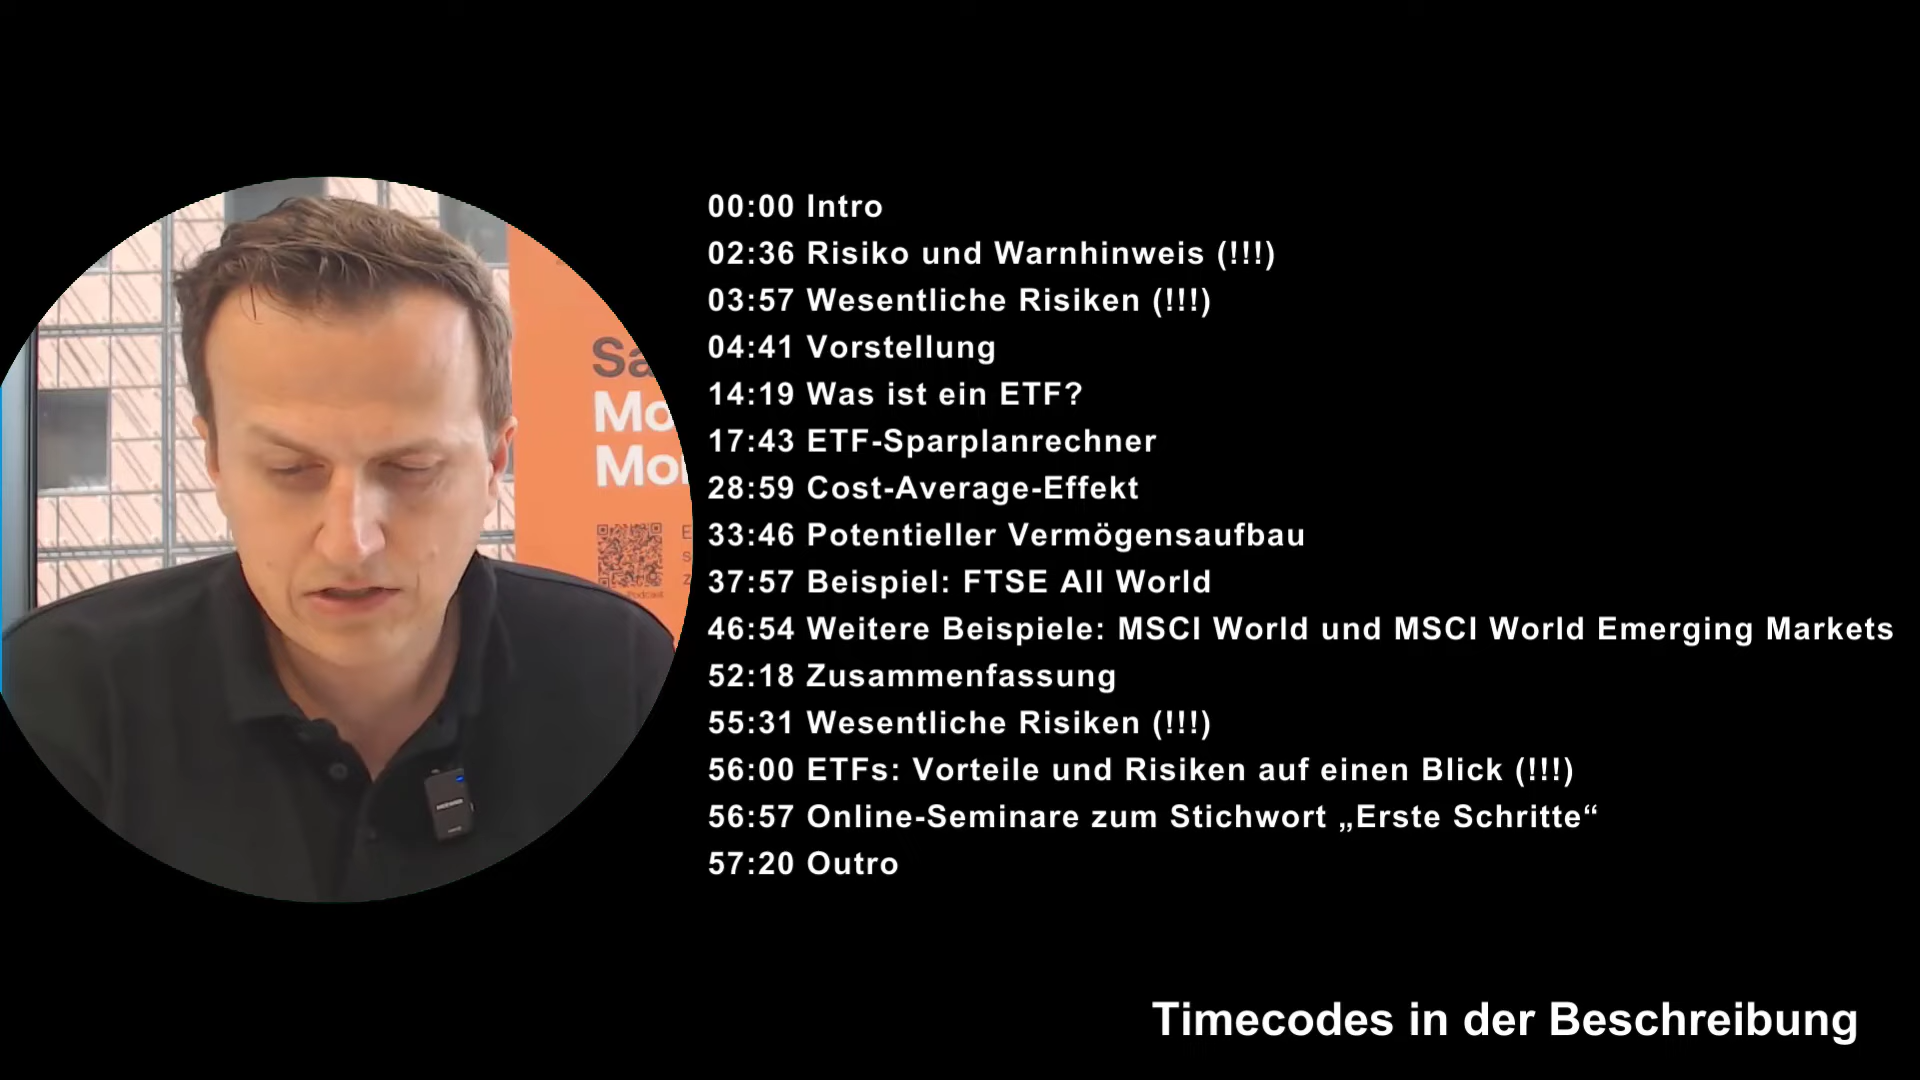 00:00 Intro
02:36 Risiko und Warnhinweis (!!!)
03:57 Wesentliche Risiken (!!!)
04:41 Vorstellung
14:19 Was ist ein ETF?
17:43 ETF-Sparplanrechner
28:59 Cost-Average-Effekt
33:46 Potentieller Vermögensaufbau
37:57 Beispiel: FTSE All World
46:54 Weitere Beispiele: MSCI World und MSCI World Emerging Markets
52:18 Zusammenfassung
55:31 Wesentliche Risiken (!!!)
56:00 ETFs: Vorteile und Risiken auf einen Blick (!!!)
56:57 Online-Seminare zum Stichwort „Erste Schritte“
57:20 Outro
Timecodes in der Beschreibung